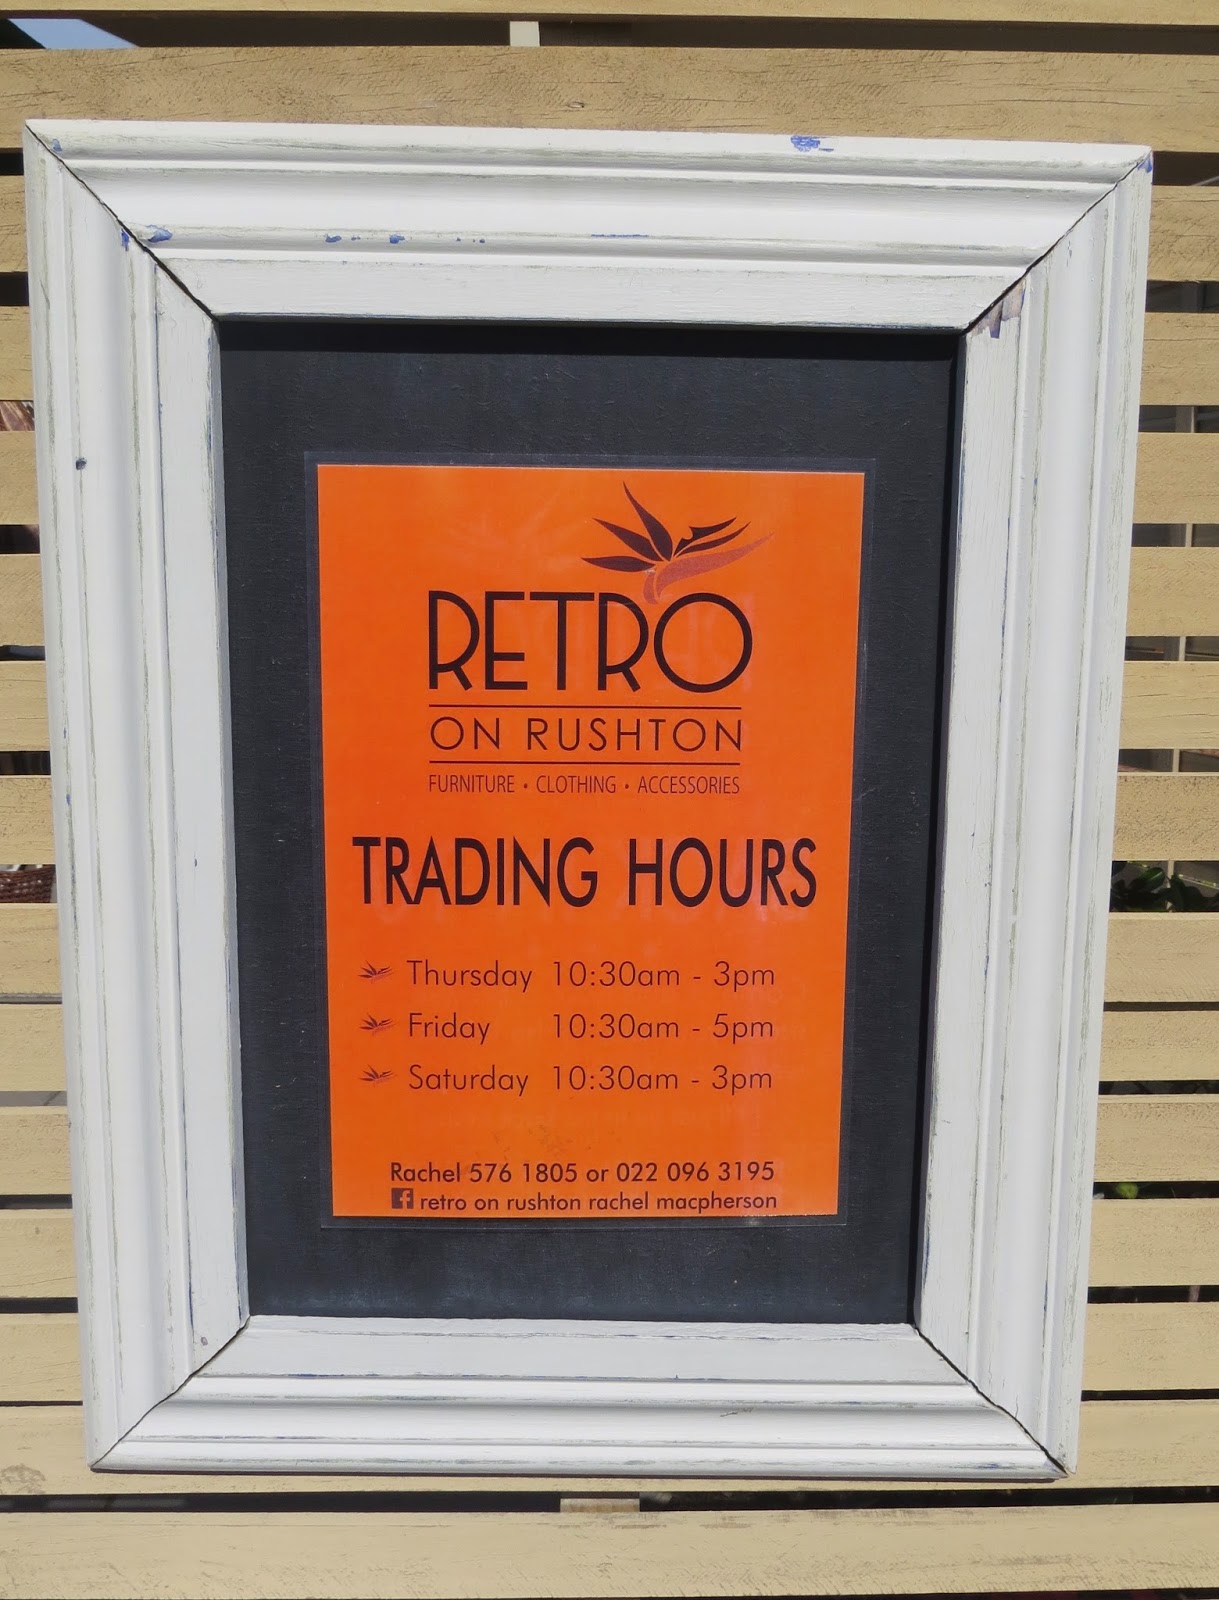 RETRO
ON RUSHTON
FURNITURE • CLOTHING • ACCESSORIES
TRADING HOURS
Thursday 10:30am - 3pm
Friday 10:30am - 5pm
Saturday 10:30am - 3pm
Rachel 576 1805 or 022 096 3195
f retro on rushton rachel macpherson